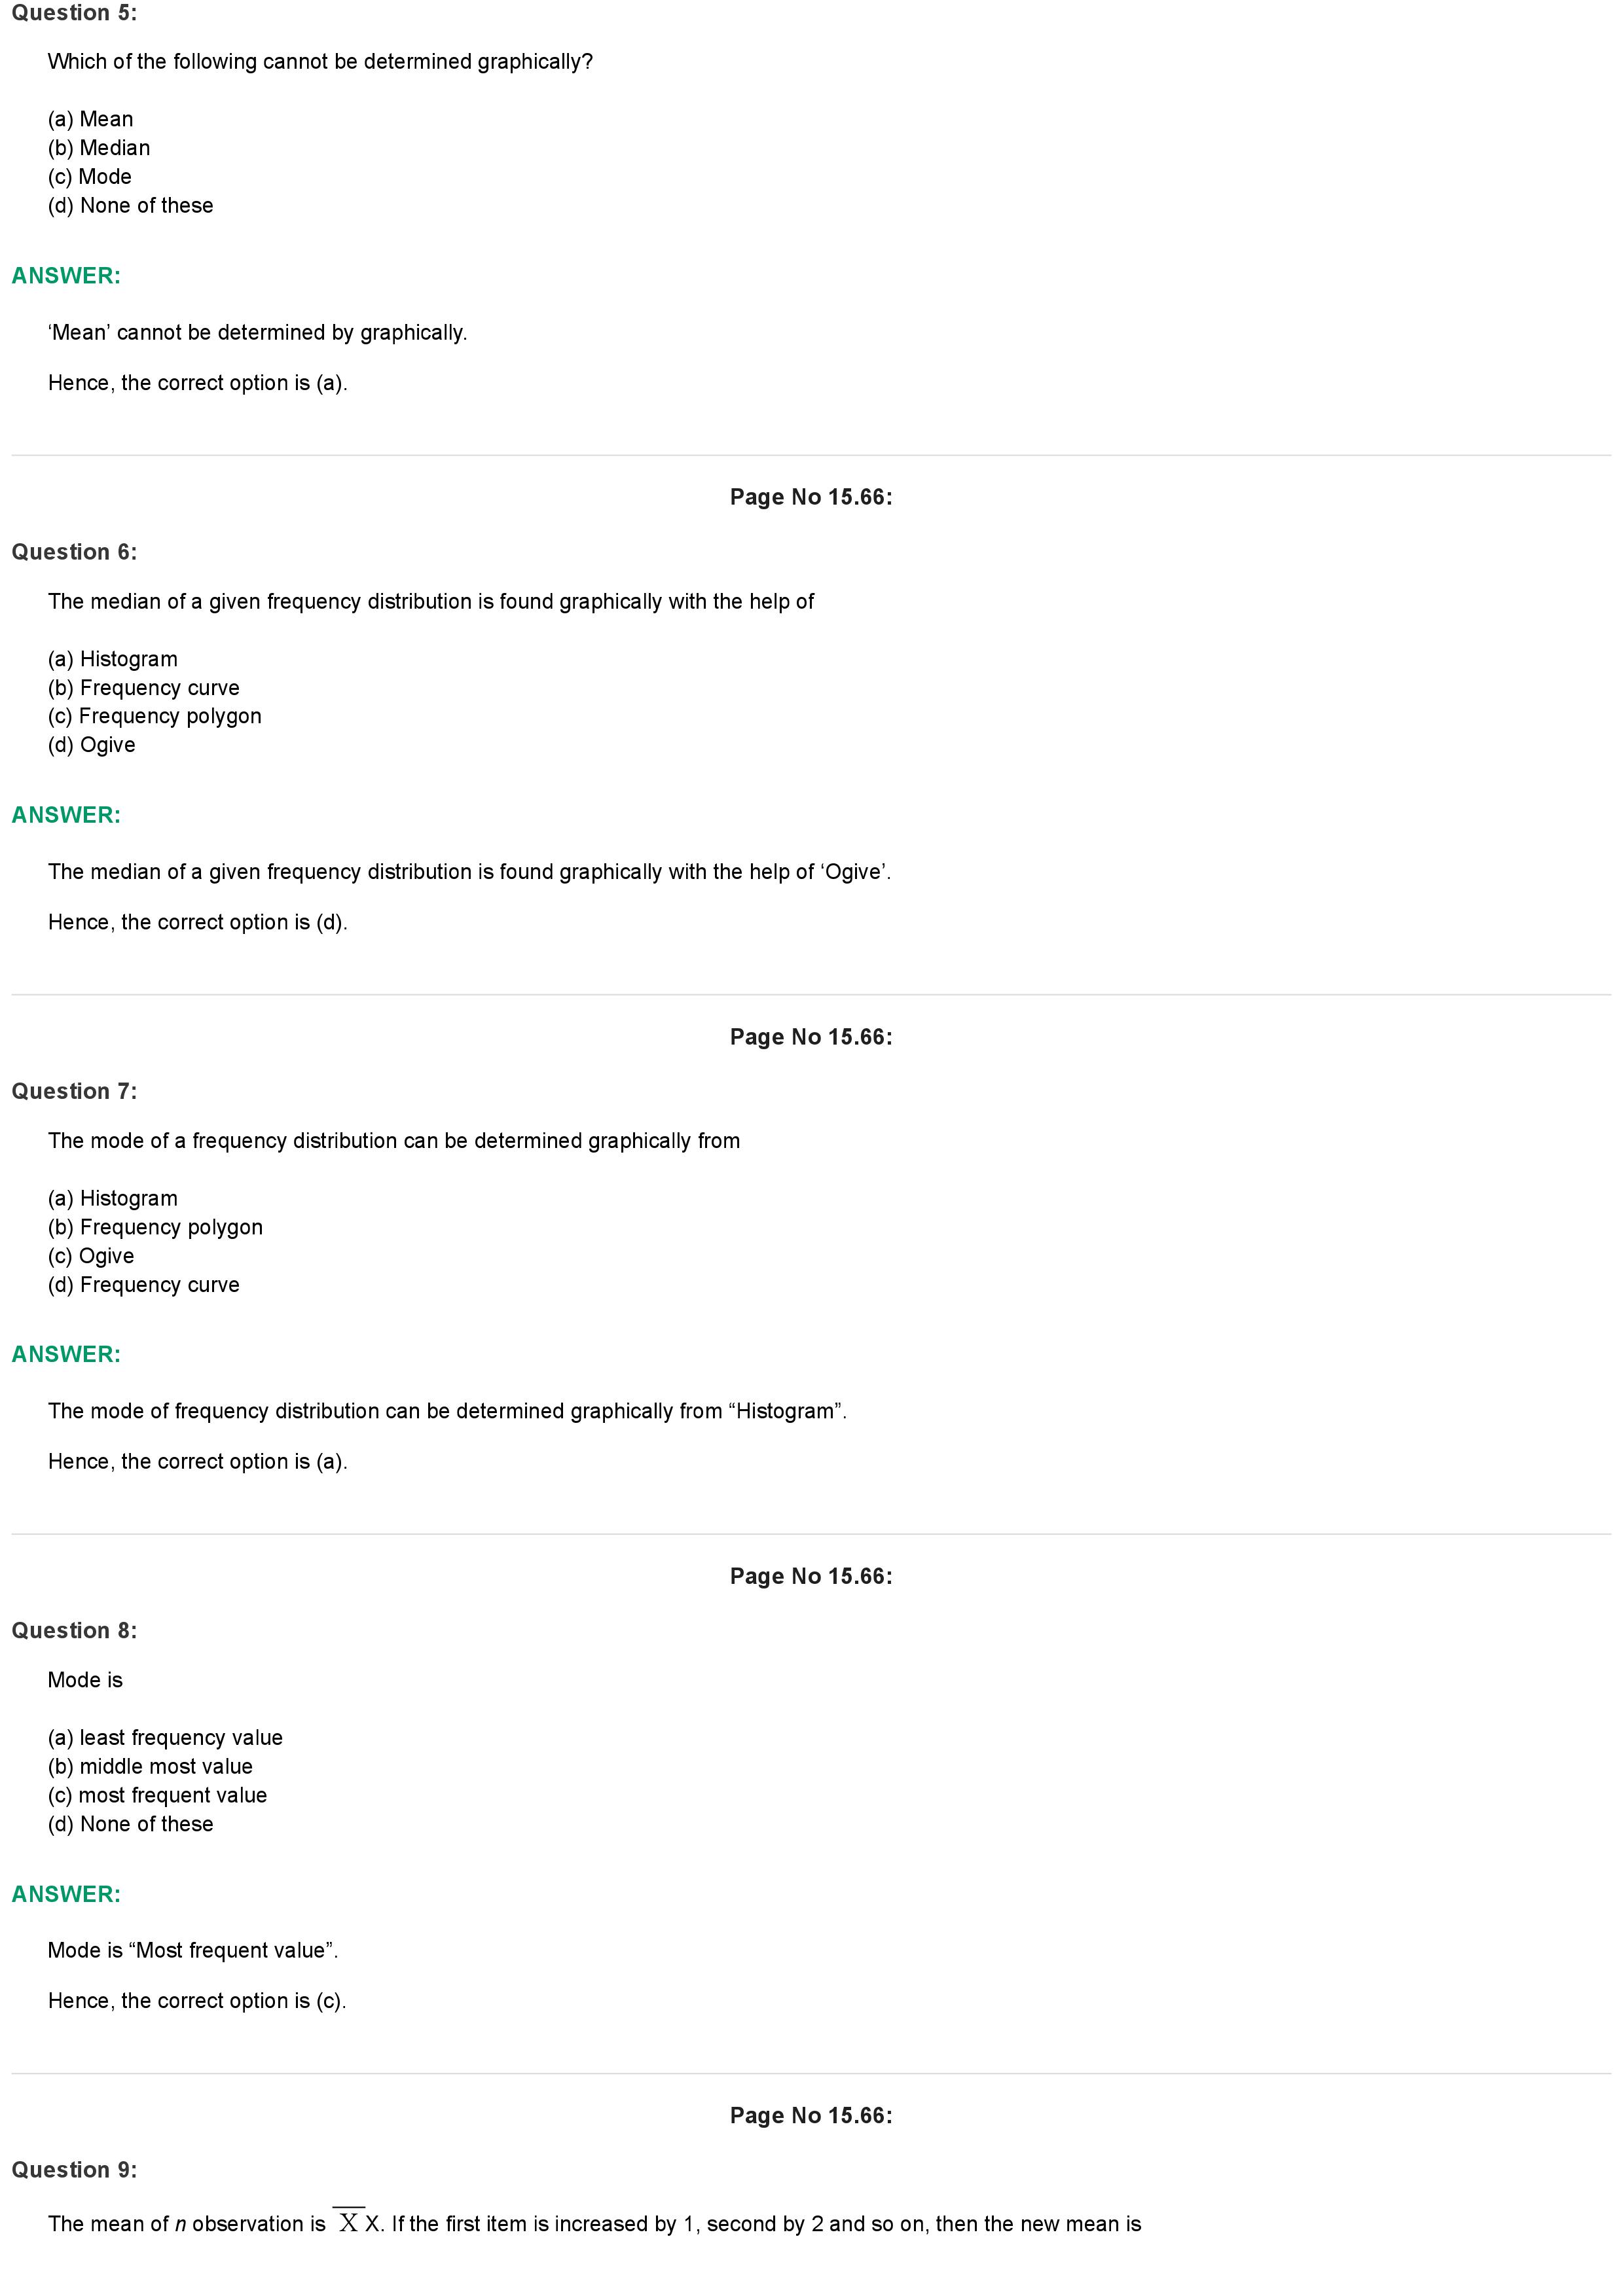 Question 5:
Which of the following cannot be determined graphically?
(a) Mean
(b) Median
(c) Mode
(d) None of these
ANSWER:
‘Mean’ cannot be determined by graphically.
Hence, the correct option is (a).
Page No 15.66:
Question 6:
The median of a given frequency distribution is found graphically with the help of
(a) Histogram
(b) Frequency curve
(c) Frequency polygon
(d) Ogive
ANSWER:
The median of a given frequency distribution is found graphically with the help of ‘Ogive’.
Hence, the correct option is (d).
Page No 15.66:
Question 7:
The mode of a frequency distribution can be determined graphically from
(a) Histogram
(b) Frequency polygon
(c) Ogive
(d) Frequency curve
ANSWER:
The mode of frequency distribution can be determined graphically from “Histogram”.
Hence, the correct option is (a).
Page No 15.66:
Question 8:
Mode is
(a) least frequency value
(b) middle most value
(c) most frequent value
(d) None of these
ANSWER:
Mode is “Most frequent value”.
Hence, the correct option is (c).
Page No 15.66:
Question 9:
The mean of n observation is X̅ X. If the first item is increased by 1, second by 2 and so on, then the new mean is